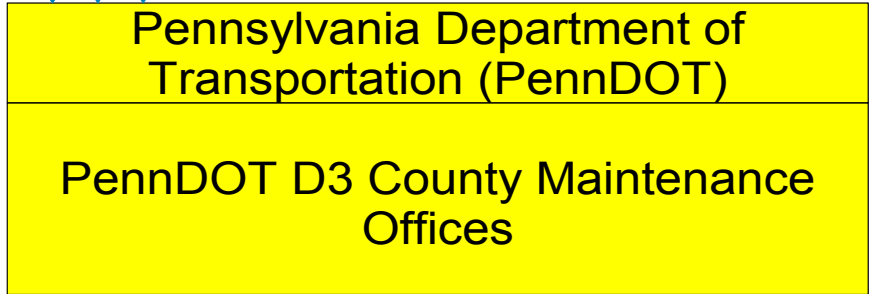 Pennsylvania Department of
Transportation (PennDOT)
PennDOT D3 County Maintenance
Offices